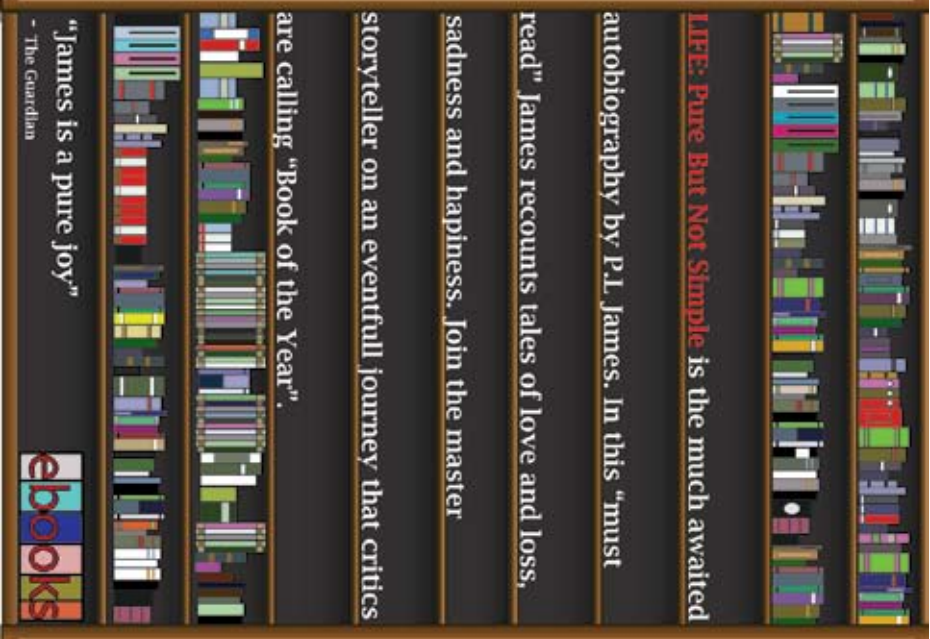 LIFE: Pure But Not Simple is the much awaited
autobiography by P.L James. In this “must
read” James recounts tales of love and loss,
sadness and hapiness. Join the master
storyteller on an eventfull journey that critics
are calling “Book of the Year”.
“James is a pure joy”
- The Guardian
ebooks